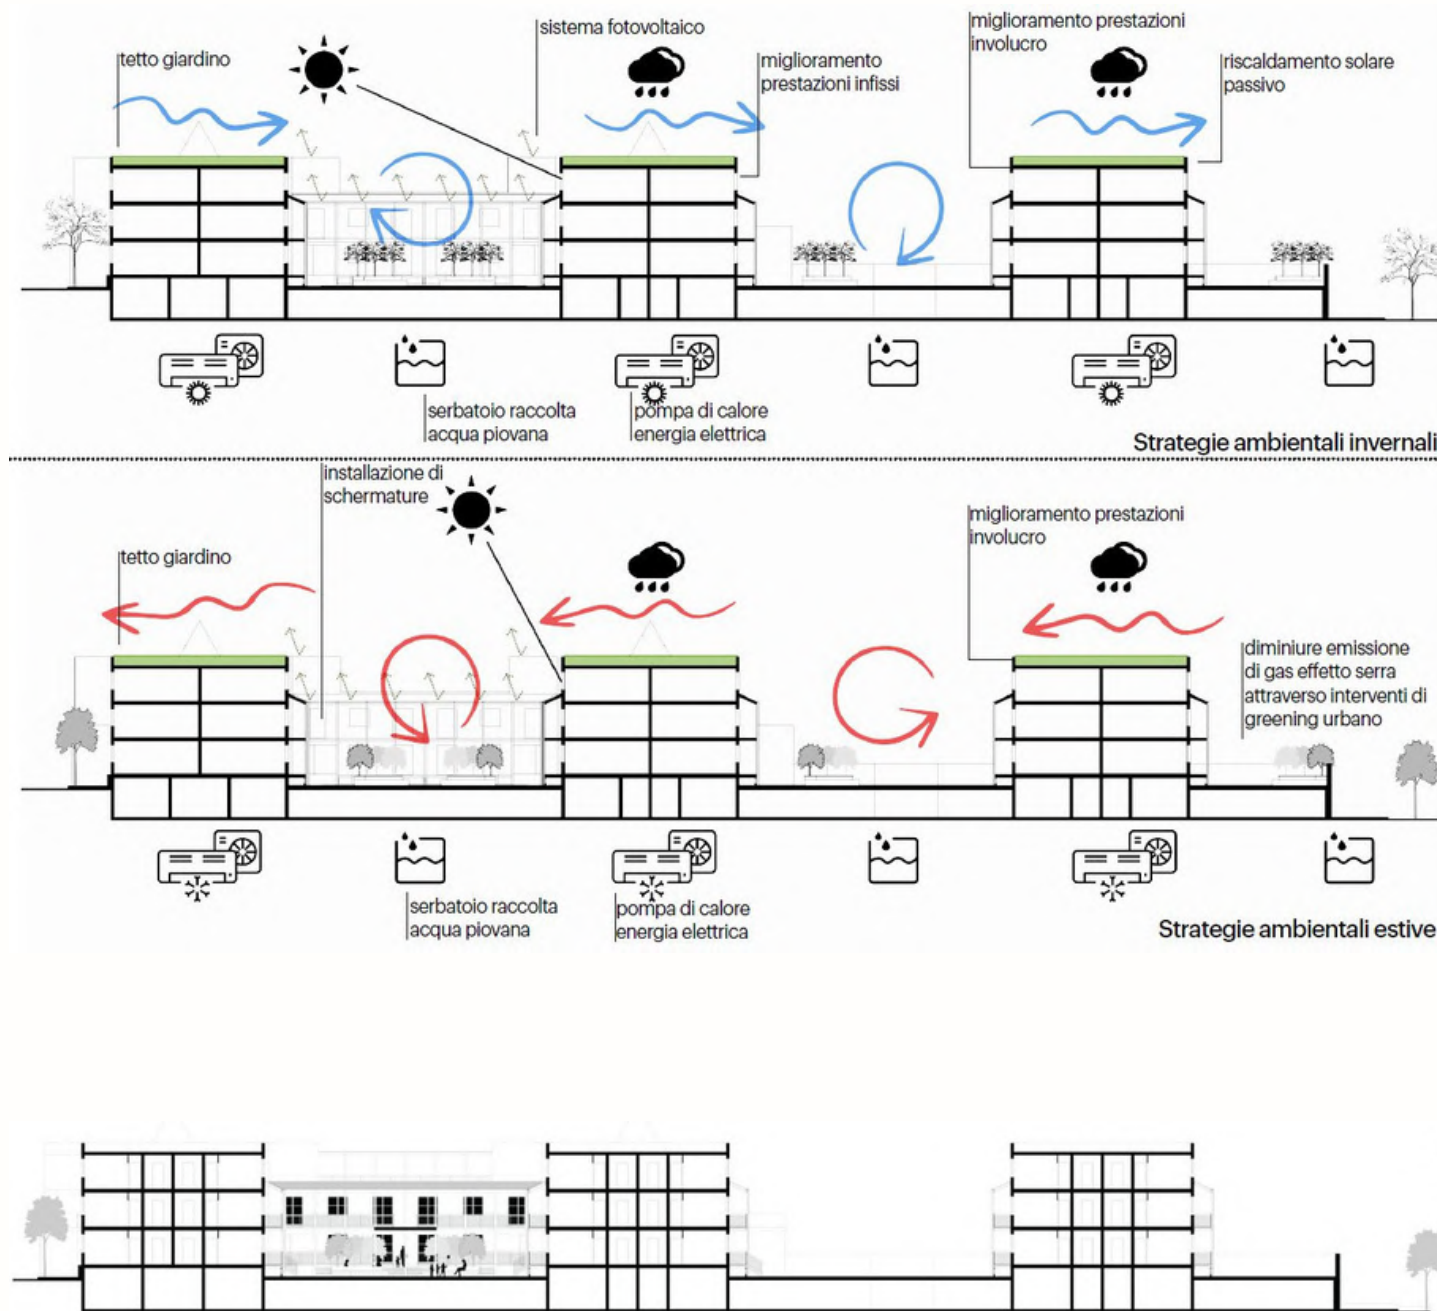 sistema fotovoltaico
miglioramento prestazioni
involucro
tetto giardino
miglioramento
prestazioni infissi
riscaldamento solare
passivo
serbatoio raccolta
acqua piovana
pompa di calore
energia elettrica
Strategie ambientali invernali
installazione di
schermature
miglioramento prestazioni
involucro
tetto giardino
diminiure emissione
di gas effetto serra
attraverso interventi di
greening urbano
serbatoio raccolta
acqua piovana
pompa di calore
energia elettrica
Strategie ambientali estive